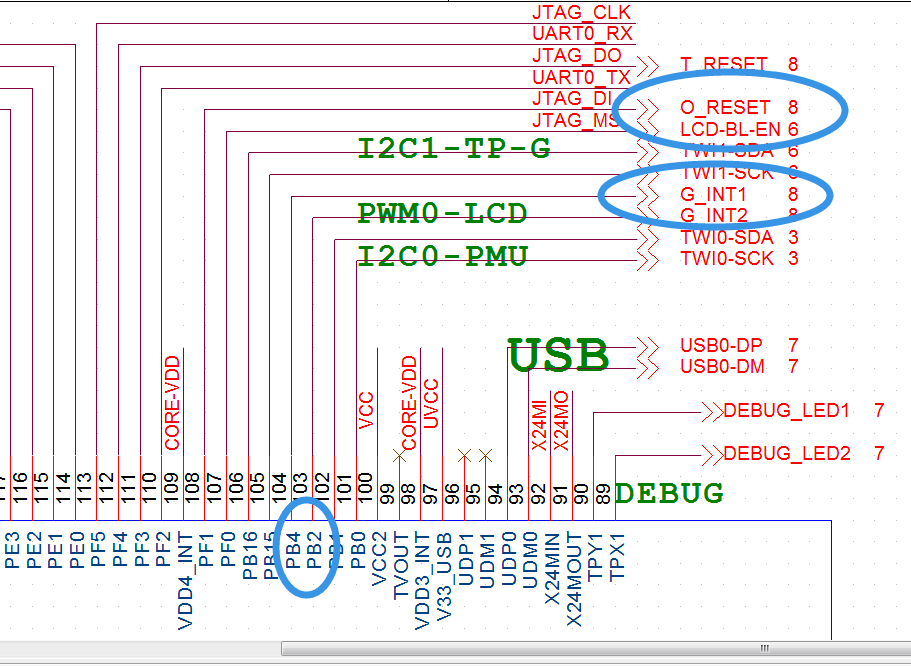 JTAG_CLK
UART0_RX
JTAG_DO
T_RESET 8
UART0_TX
JTAG_DI
O_RESET 8
JTAG_MS
LCD-BL-EN 6
I2C1-TP-G
TWI1-SDA 6
TWI1-SCK 6
G_INT1 8
PWM0-LCD
G_INT2 8
TWI0-SDA 3
I2C0-PMU
TWI0-SCK 3
USB
USB0-DP 7
USB0-DM 7
CORE-VDD
VCC
CORE-VDD
UVCC
X24MI
X24MO
DEBUG_LED1 7
DEBUG_LED2 7
DEBUG
116
115
114
113
112
111
110
109
108
107
106
105
104
103
102
101
100
99
98
97
96
95
94
93
92
91
90
89
PE3
PE2
PE1
PE0
PF5
PF4
PF3
PF2
VDD4_INT
PF1
PF0
PB16
PB15
PB4
PB2
PB1
PB0
VCC2
TVOUT
VDD3_INT
V33_USB
UDP1
UDM1
UDP0
UDM0
X24MIN
X24MOUT
TPY1
TPX1